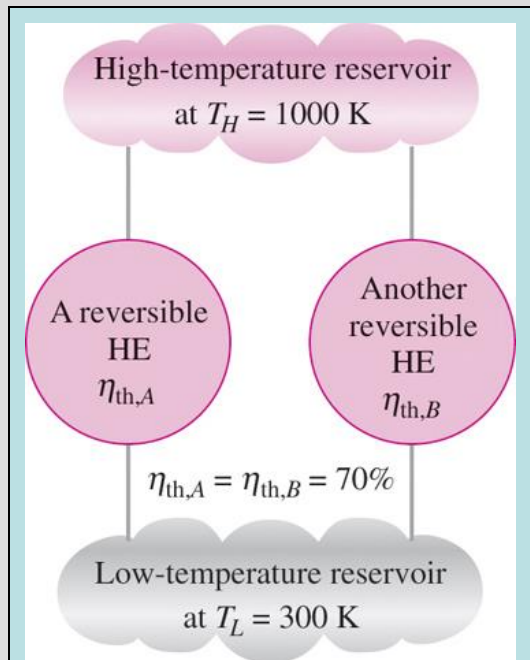 High-temperature reservoir
at T_H = 1000 K
A reversible
HE
η_th,A
Another
reversible
HE
η_th,B
η_th,A = η_th,B = 70%
Low-temperature reservoir
at T_L = 300 K